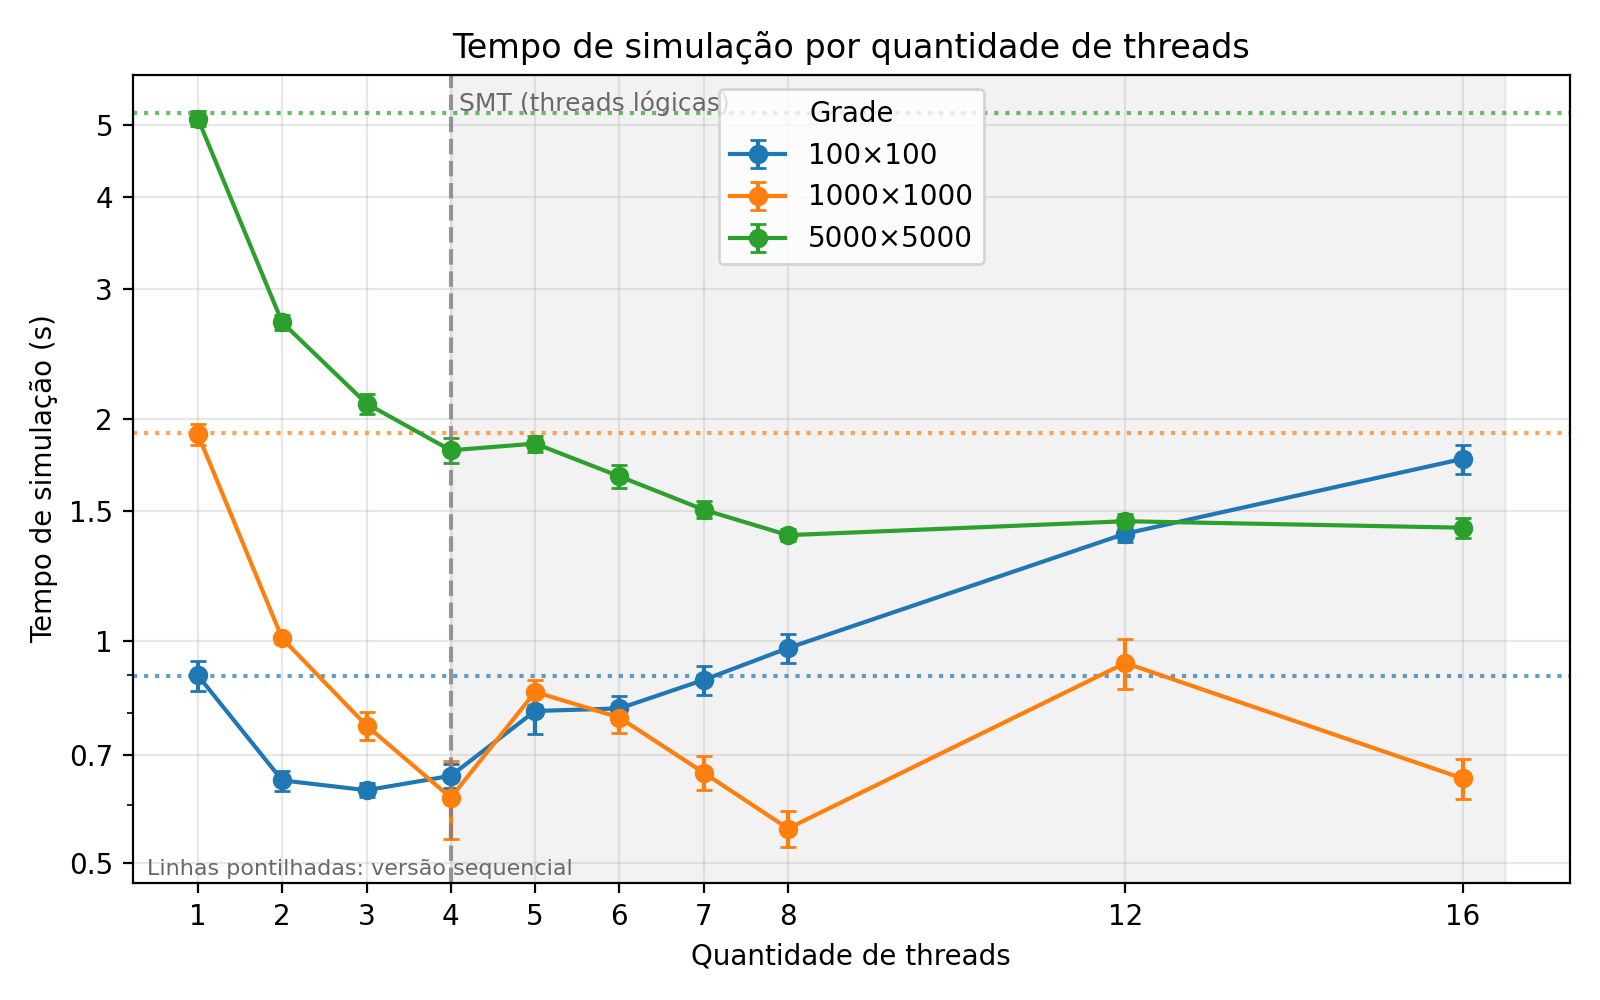 Tempo de simulação por quantidade de threads
SMT (threads lógicas)
Grade
100×100
1000×1000
5000×5000
Tempo de simulação (s)
5
4
3
2
1.5
1
0.7
0.5
Linhas pontilhadas: versão sequencial
1 2 3 4 5 6 7 8 12 16
Quantidade de threads